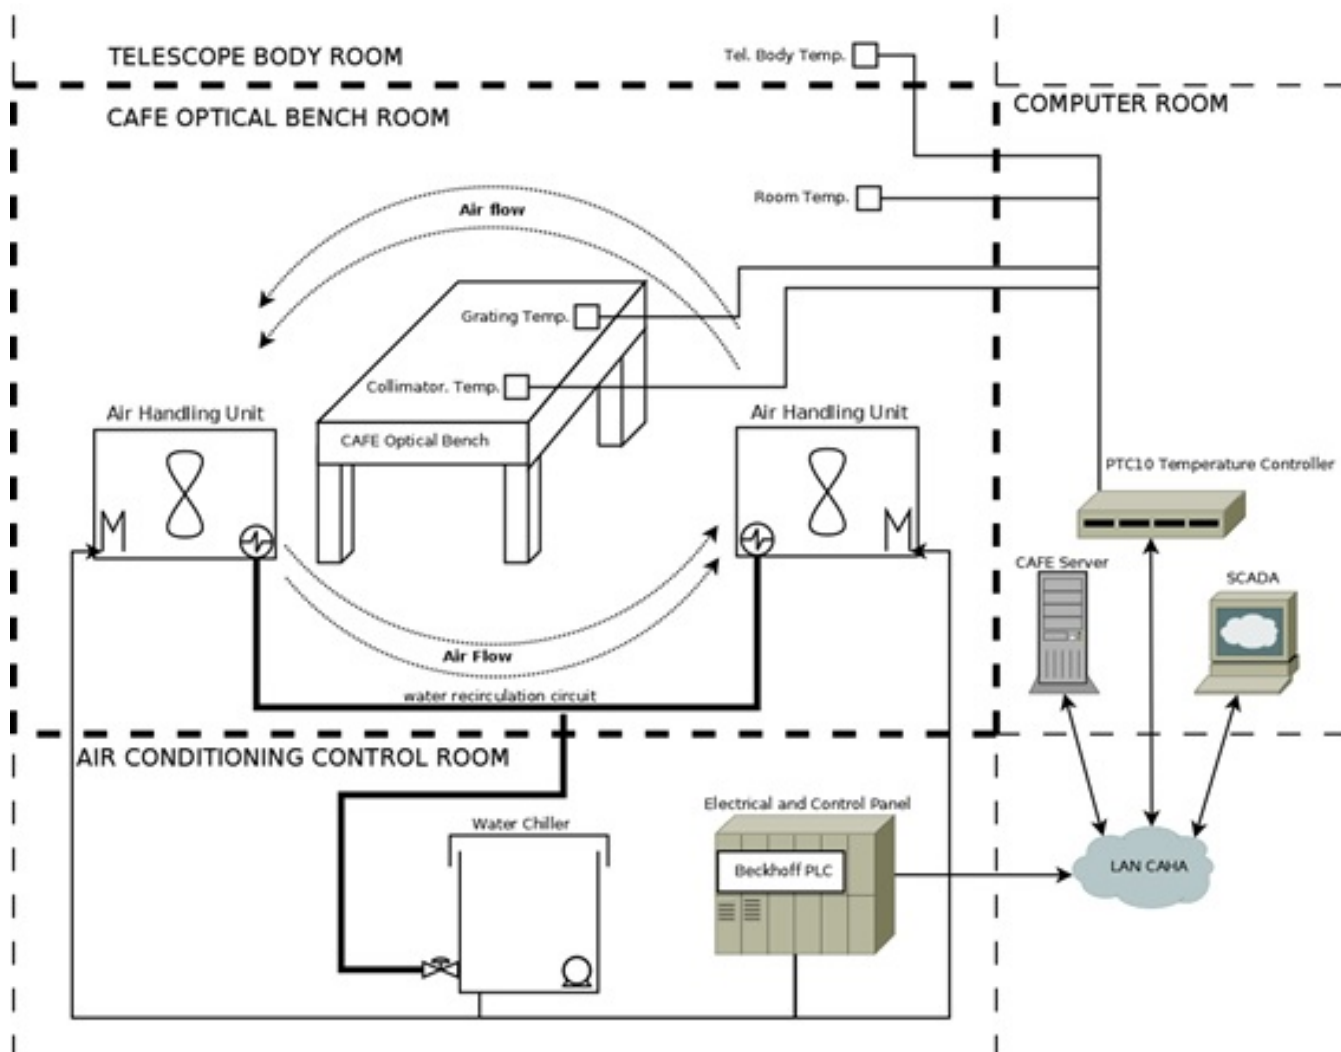 TELESCOPE BODY ROOM
Tel. Body Temp.
CAFE OPTICAL BENCH ROOM
COMPUTER ROOM
Room Temp.
Air flow
Grating Temp.
Collimator. Temp.
Air Handling Unit
Air Handling Unit
CAFE Optical Bench
PTC10 Temperature Controller
M
M
CAFE Server
SCADA
Air Flow
water recirculation circuit
AIR CONDITIONING CONTROL ROOM
Electrical and Control Panel
Water Chiller
Beckhoff PLC
LAN CAHA